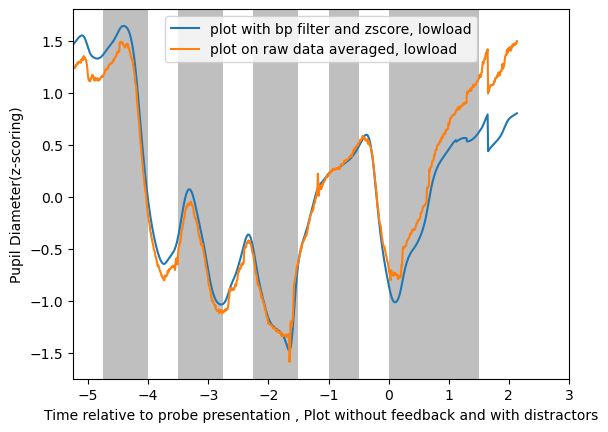 plot with bp filter and zscore, lowload
plot on raw data averaged, lowload
Pupil Diameter(z-scoring)
1.5
1.0
0.5
0.0
−0.5
−1.0
−1.5
−5 −4 −3 −2 −1 0 1 2 3
Time relative to probe presentation , Plot without feedback and with distractors